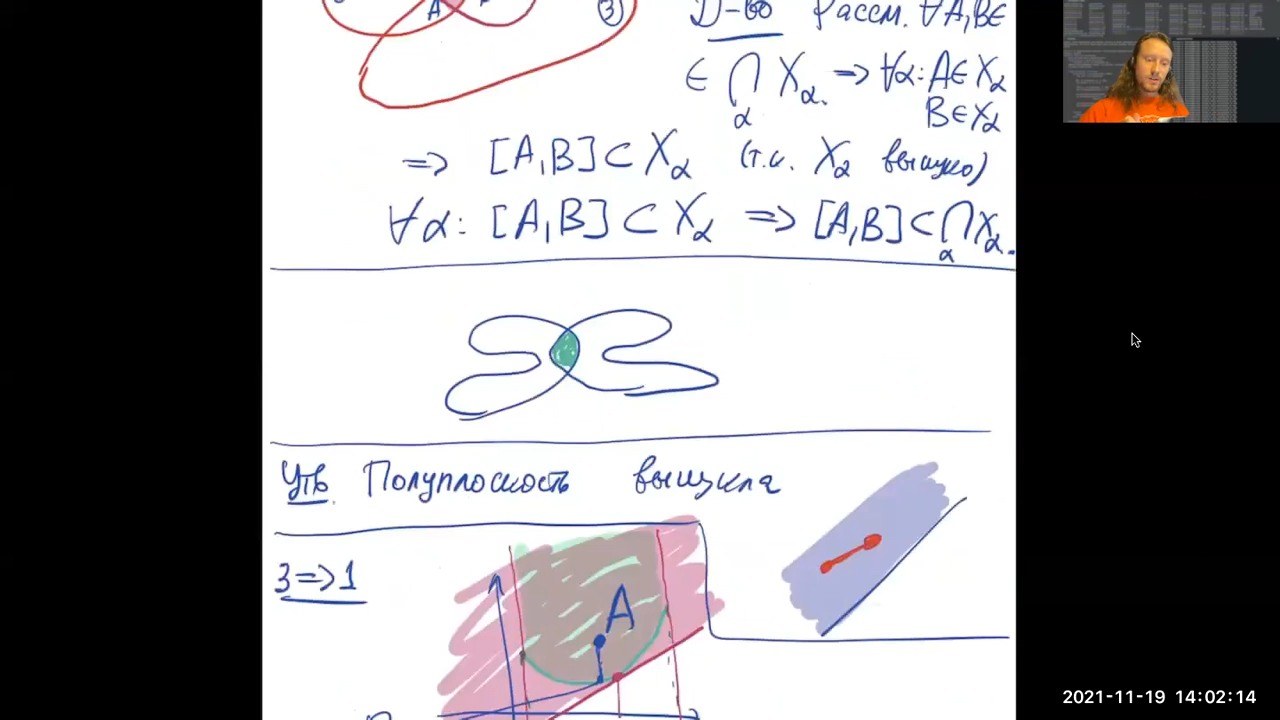 A
③
Д-во Рассм. ∀A,B∈
∈ ⋂ Xα. => ∀α: A∈Xα
α
B∈Xα
=> [A,B]⊂Xα (т.к. Xα выпукло)
∀α: [A,B]⊂Xα => [A,B]⊂⋂Xα.
α
Утв. Полуплоскость выпукла
3=>1
A
2021-11-19 14:02:14